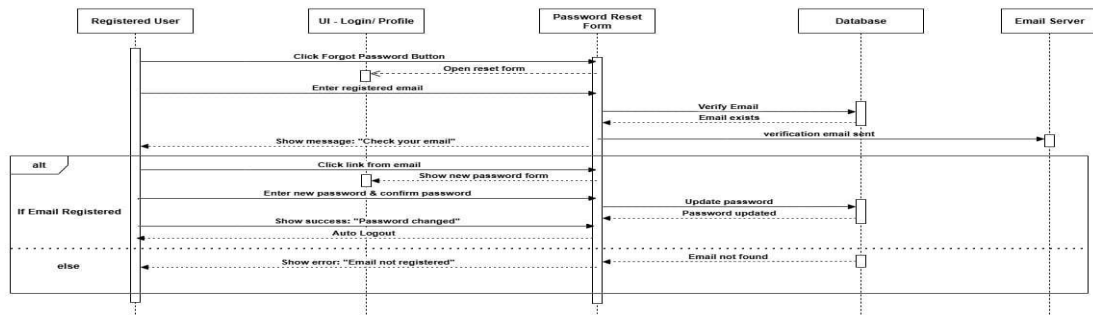 Registered User
UI - Login/ Profile
Password Reset
Form
Database
Email Server
Click Forgot Password Button
Open reset form
Enter registered email
Verify Email
Email exists
verification email sent
Show message: "Check your email"
alt
Click link from email
Show new password form
Enter new password & confirm password
Update password
If Email Registered
Password updated
Show success: "Password changed"
Auto Logout
Email not found
else
Show error: "Email not registered"